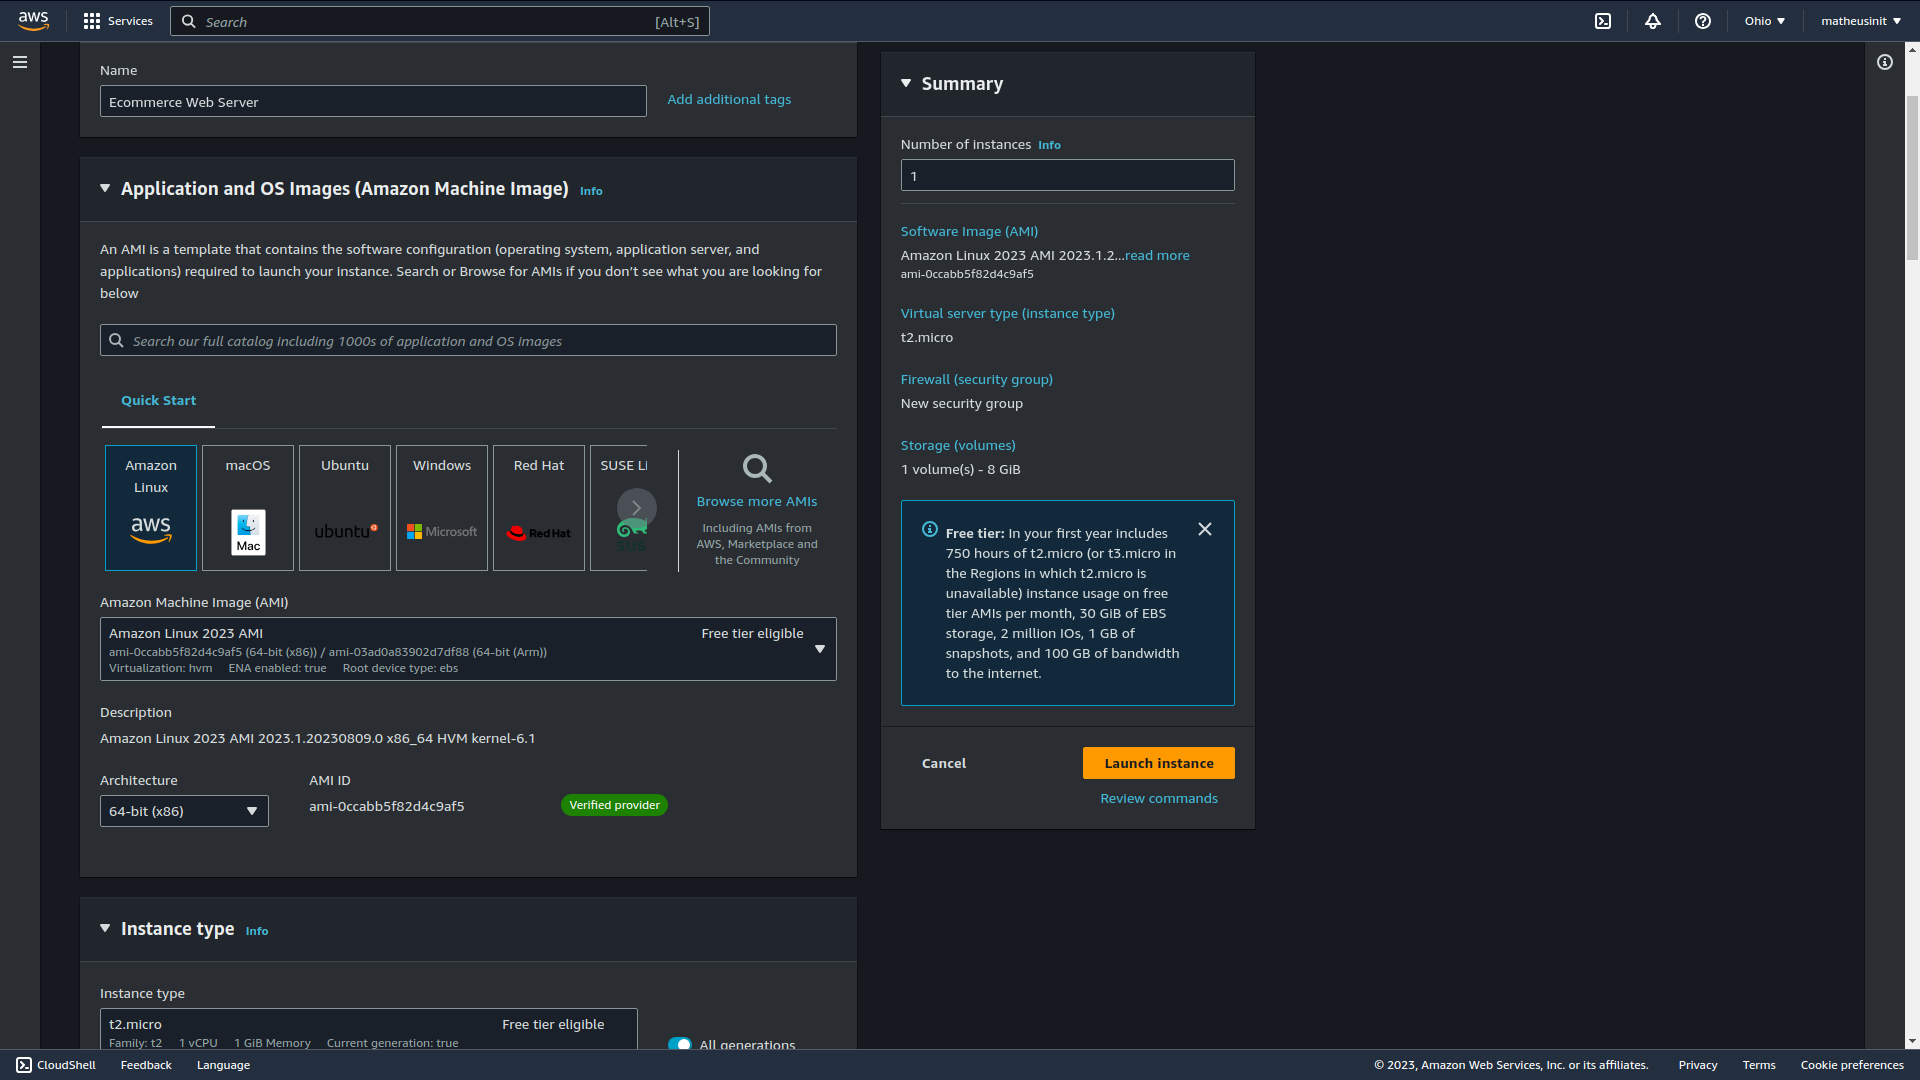 aws
Services
Search
[Alt+S]
Ohio
matheusinit
Name
Ecommerce Web Server
Add additional tags
Application and OS Images (Amazon Machine Image) Info
An AMI is a template that contains the software configuration (operating system, application server, and
applications) required to launch your instance. Search or Browse for AMIs if you don't see what you are looking for
below
Search our full catalog including 1000s of application and OS images
Quick Start
Amazon
Linux
aws
macOS
Mac
Ubuntu
ubuntu
Windows
Microsoft
Red Hat
Red Hat
SUSE Li
SUS
Browse more AMIs
Including AMIs from
AWS, Marketplace and
the Community
Amazon Machine Image (AMI)
Amazon Linux 2023 AMI
Free tier eligible
ami-0ccabb5f82d4c9af5 (64-bit (x86)) / ami-03ad0a83902d7df88 (64-bit (Arm))
Virtualization: hvm ENA enabled: true Root device type: ebs
Description
Amazon Linux 2023 AMI 2023.1.20230809.0 x86_64 HVM kernel-6.1
Architecture
64-bit (x86)
AMI ID
ami-0ccabb5f82d4c9af5
Verified provider
Instance type Info
Instance type
t2.micro
Free tier eligible
Family: t2 1 vCPU 1 GiB Memory Current generation: true
All generations
Summary
Number of instances Info
1
Software Image (AMI)
Amazon Linux 2023 AMI 2023.1.2...read more
ami-0ccabb5f82d4c9af5
Virtual server type (instance type)
t2.micro
Firewall (security group)
New security group
Storage (volumes)
1 volume(s) - 8 GiB
Free tier: In your first year includes
750 hours of t2.micro (or t3.micro in
the Regions in which t2.micro is
unavailable) instance usage on free
tier AMIs per month, 30 GiB of EBS
storage, 2 million IOs, 1 GB of
snapshots, and 100 GB of bandwidth
to the internet.
Cancel
Launch instance
Review commands
CloudShell
Feedback
Language
© 2023, Amazon Web Services, Inc. or its affiliates.
Privacy
Terms
Cookie preferences